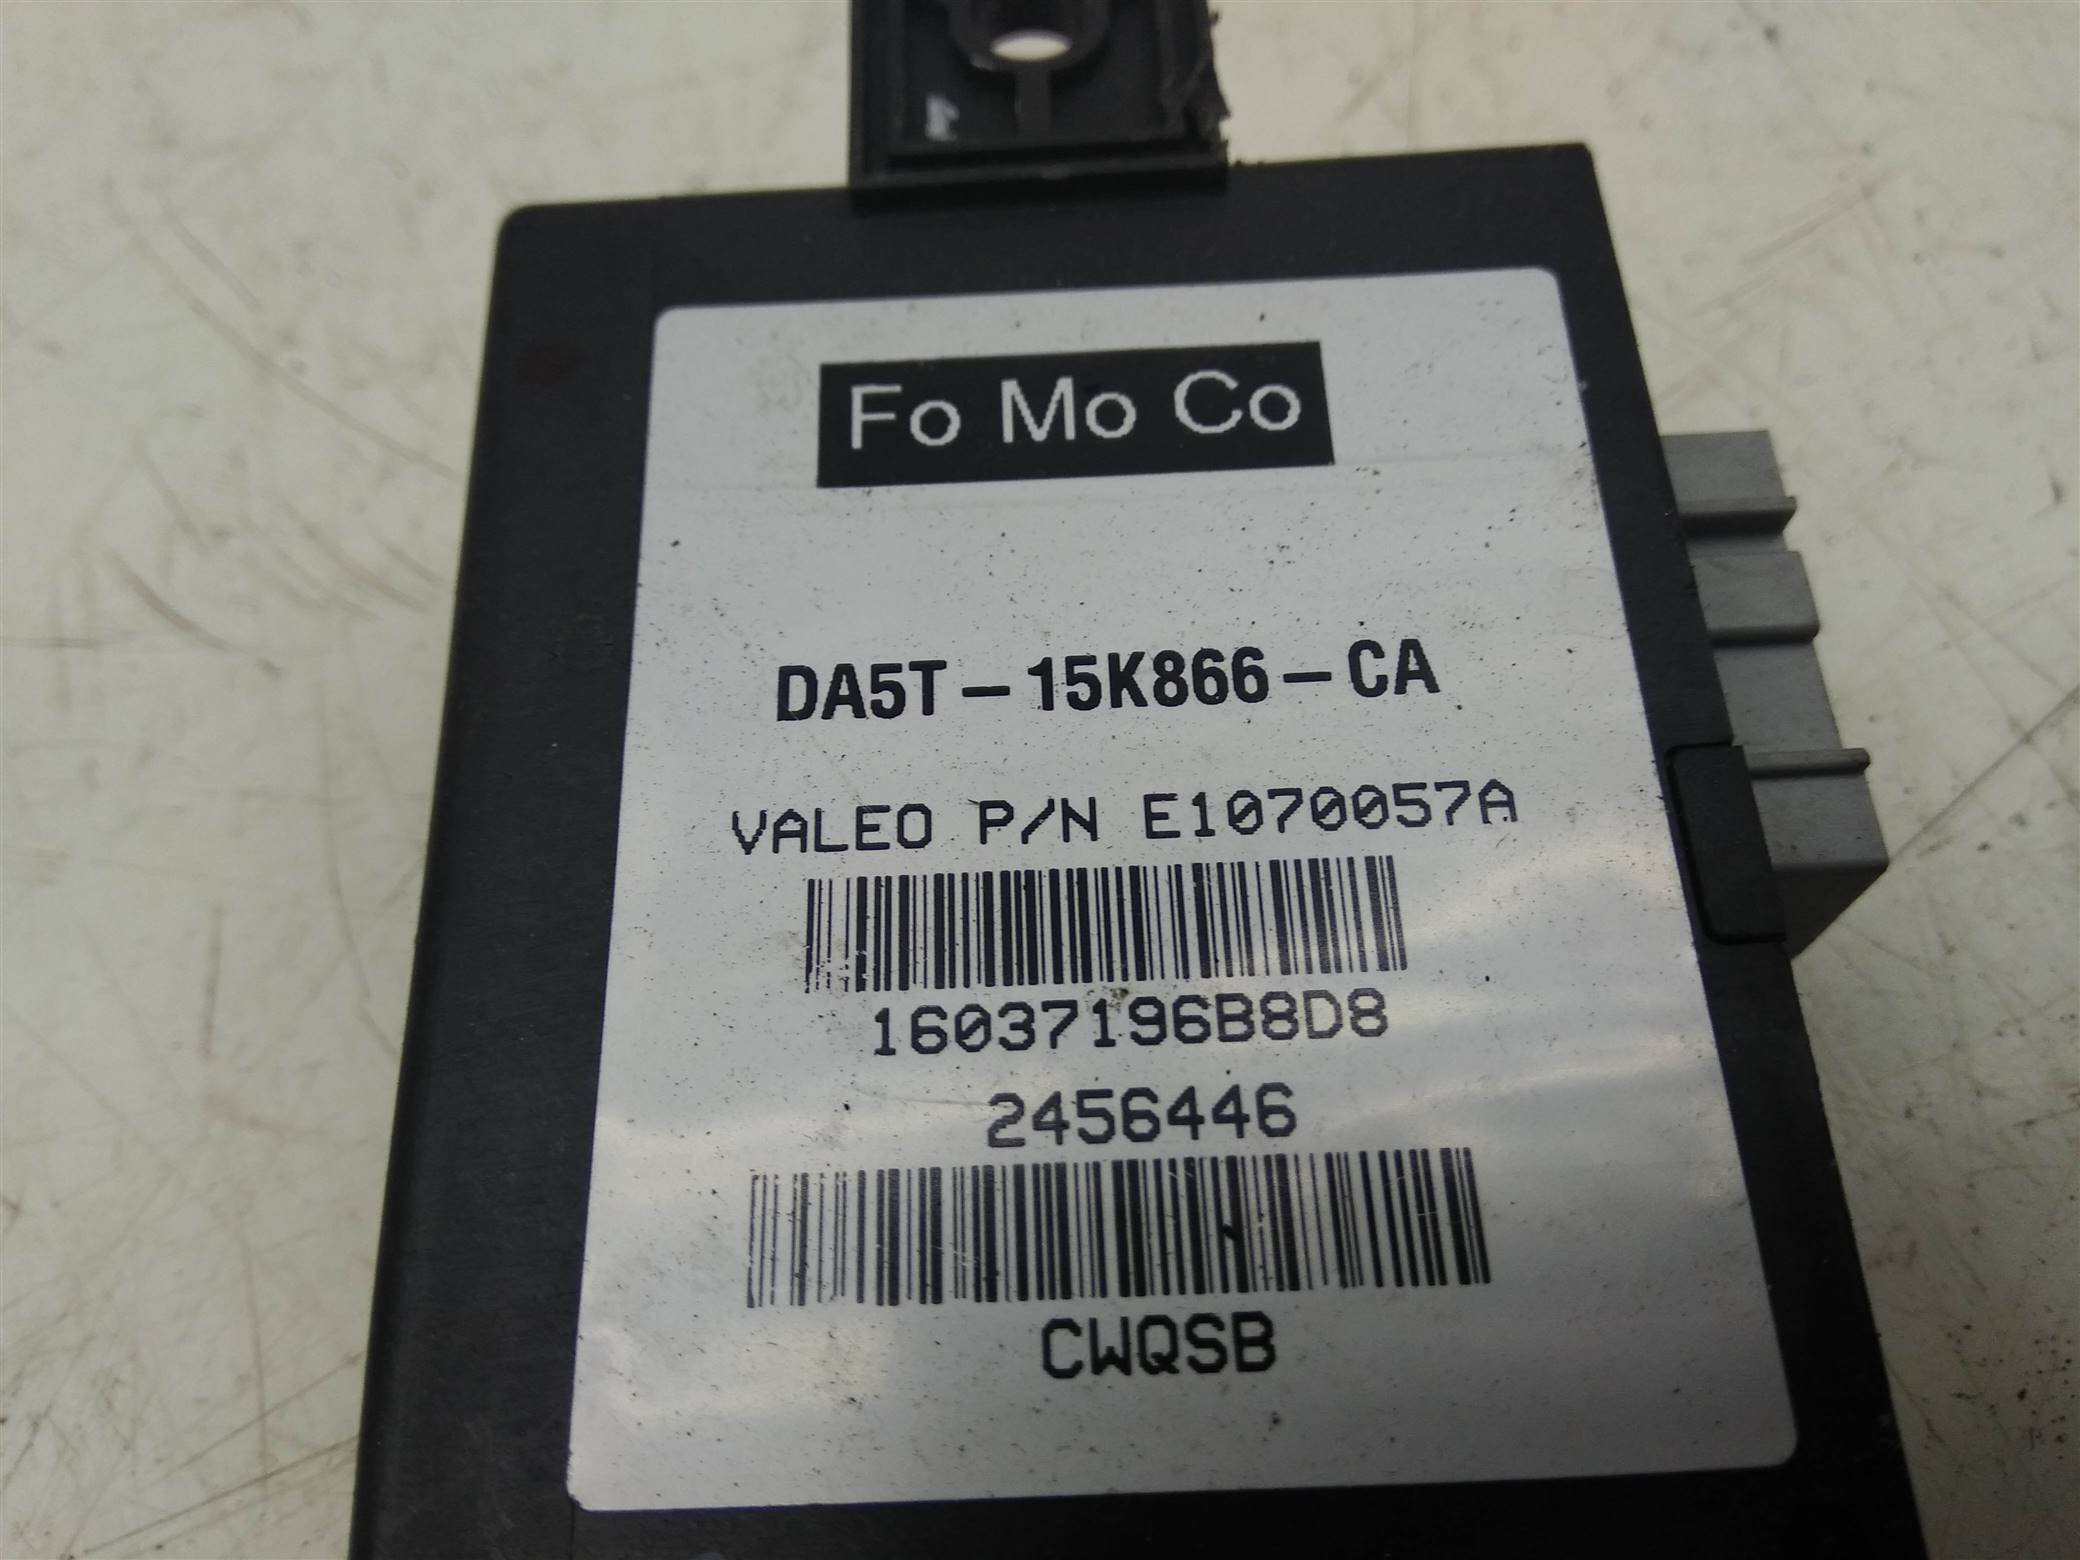 Fo Mo Co
DA5T-15K866-CA
VALEO P/N E1070057A
16037196B8D8
2456446
CWQSB